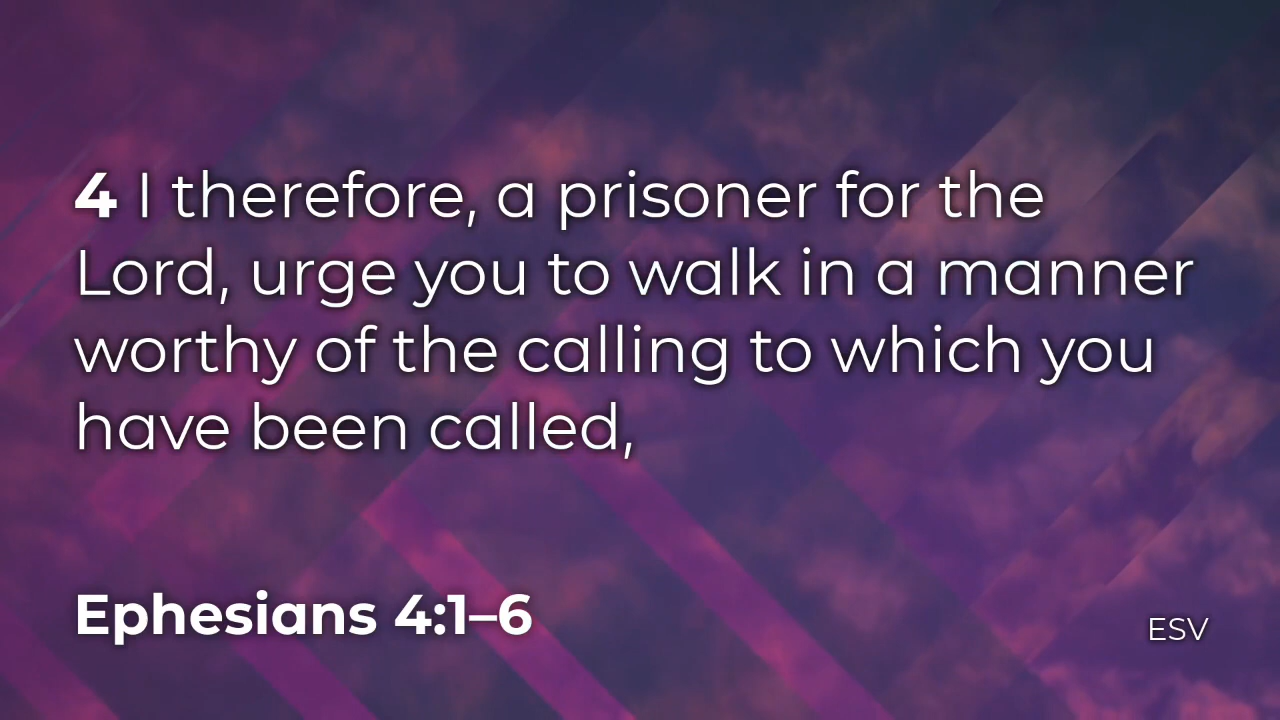 4 I therefore, a prisoner for the
Lord, urge you to walk in a manner
worthy of the calling to which you
have been called,
Ephesians 4:1–6
ESV